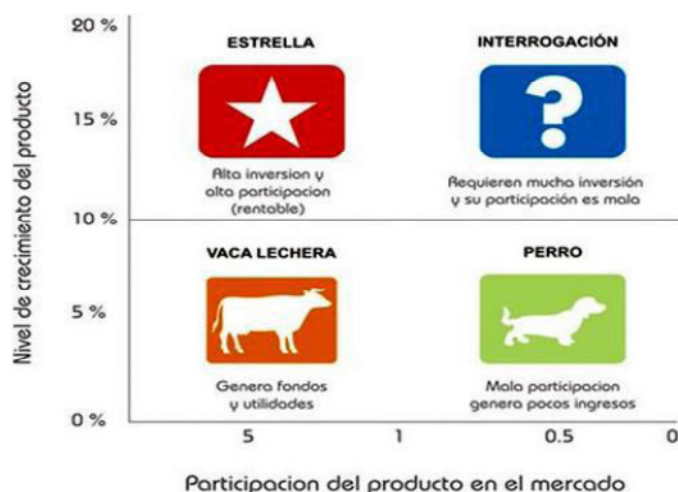 20 %
ESTRELLA
INTERROGACIÓN
15 %
?
Alta inversion y
alta participacion
(rentable)
Requieren mucha inversión
y su participación es mala
10 %
VACA LECHERA
PERRO
5 %
Genera fondos
y utilidades
Mala participacion
genera pocos ingresos
0 %
5
1
0.5
0
Nivel de crecimiento del producto
Participacion del producto en el mercado